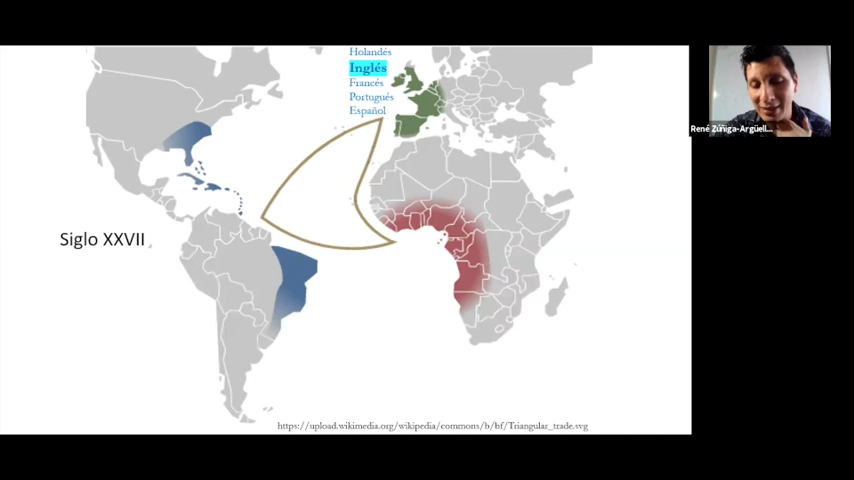 Holandés
Inglés
Francés
Portugués
Español
René Zúñiga-Argüell...
Siglo XXVII
https://upload.wikimedia.org/wikipedia/commons/b/bf/Triangular_trade.svg